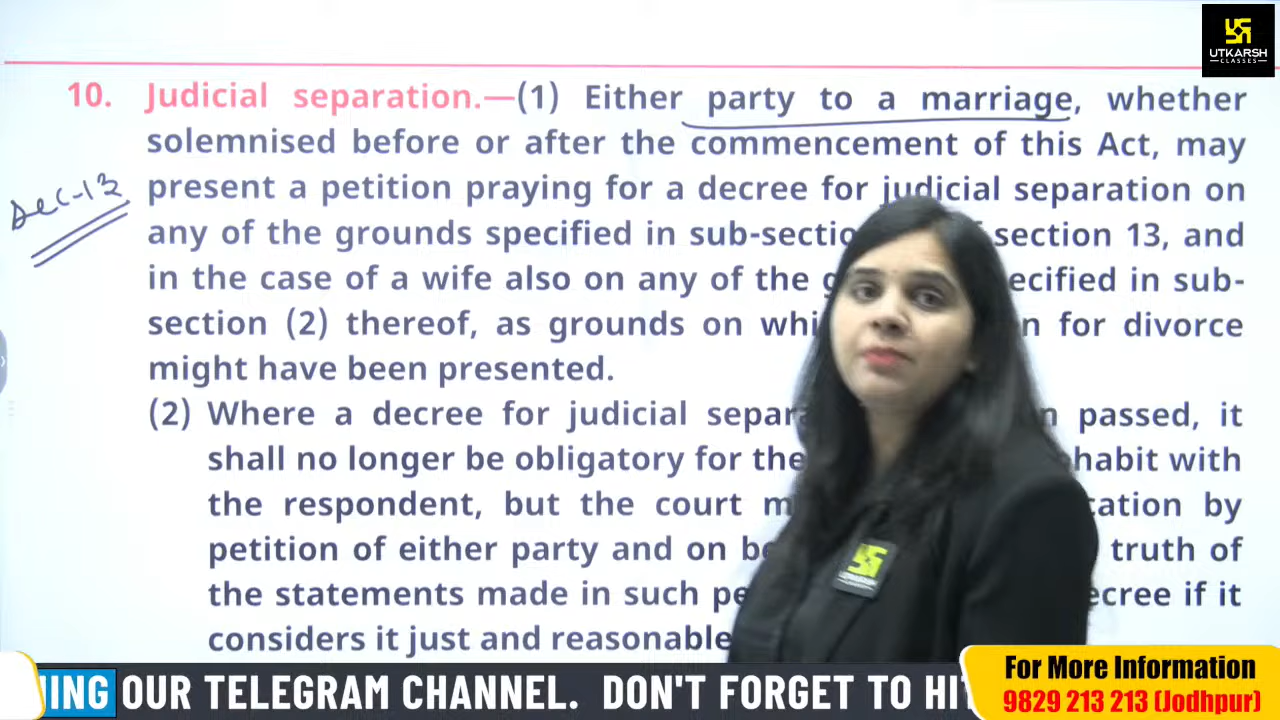 UTKARSH
CLASSES
10. Judicial separation.—(1) Either party to a marriage, whether
solemnised before or after the commencement of this Act, may
Sec-13
present a petition praying for a decree for judicial separation on
any of the grounds specified in sub-sectio section 13, and
in the case of a wife also on any of the g ecified in sub-
section (2) thereof, as grounds on whi n for divorce
might have been presented.
(2) Where a decree for judicial separa n passed, it
shall no longer be obligatory for the habit with
the respondent, but the court m cation by
petition of either party and on be truth of
the statements made in such pe ecree if it
considers it just and reasonable
UTKARSH
NING OUR TELEGRAM CHANNEL. DON'T FORGET TO HIT
For More Information
9829 213 213 (Jodhpur)